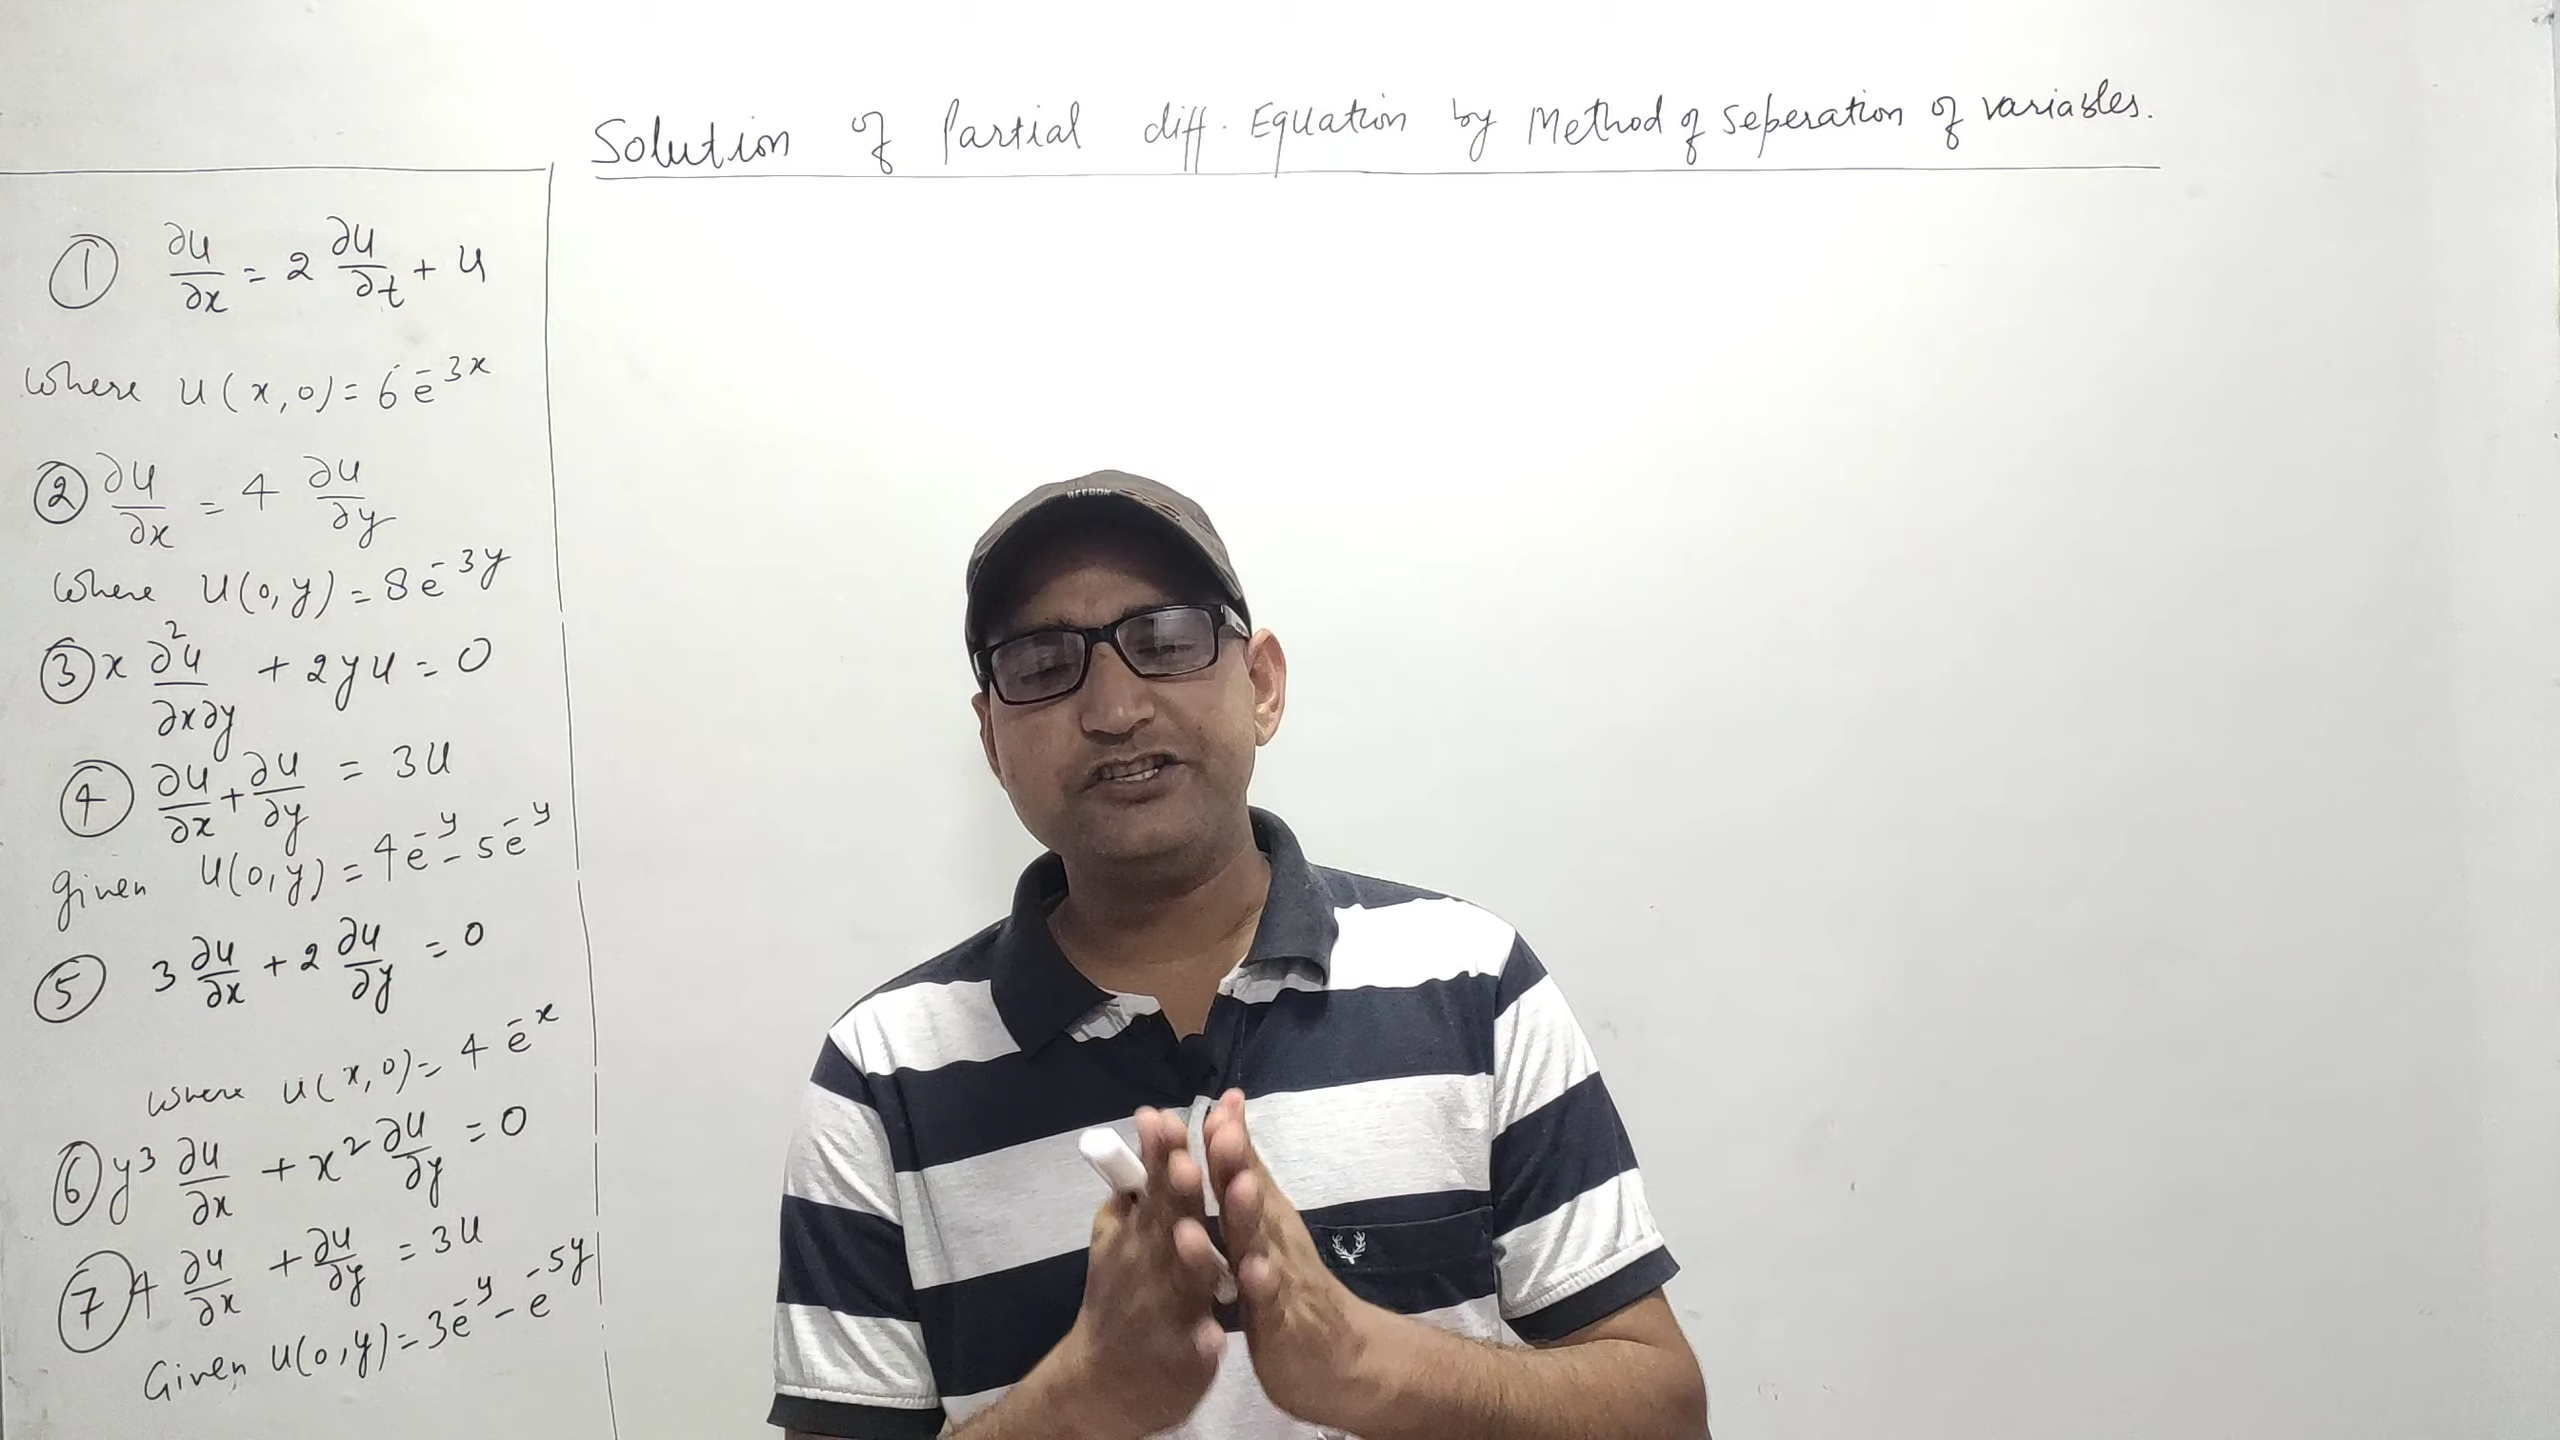 Solution of Partial diff. Equation by Method of Seperation of variables.
① ∂u/∂x = 2 ∂u/∂t + u
where u(x,0) = 6e^-3x
② ∂u/∂x = 4 ∂u/∂y
where u(0,y) = 8e^-3y
③ x ∂²u/∂x∂y + 2yu = 0
④ ∂u/∂x + ∂u/∂y = 3u
given u(0,y) = 4e^-y - 5e^-y
⑤ 3 ∂u/∂x + 2 ∂u/∂y = 0
where u(x,0) = 4e^-x
⑥ y3 ∂u/∂x + x² ∂u/∂y = 0
⑦ 4 ∂u/∂x + ∂u/∂y = 3u
Given u(0,y) = 3e^-y - e^-5y
REEBOK